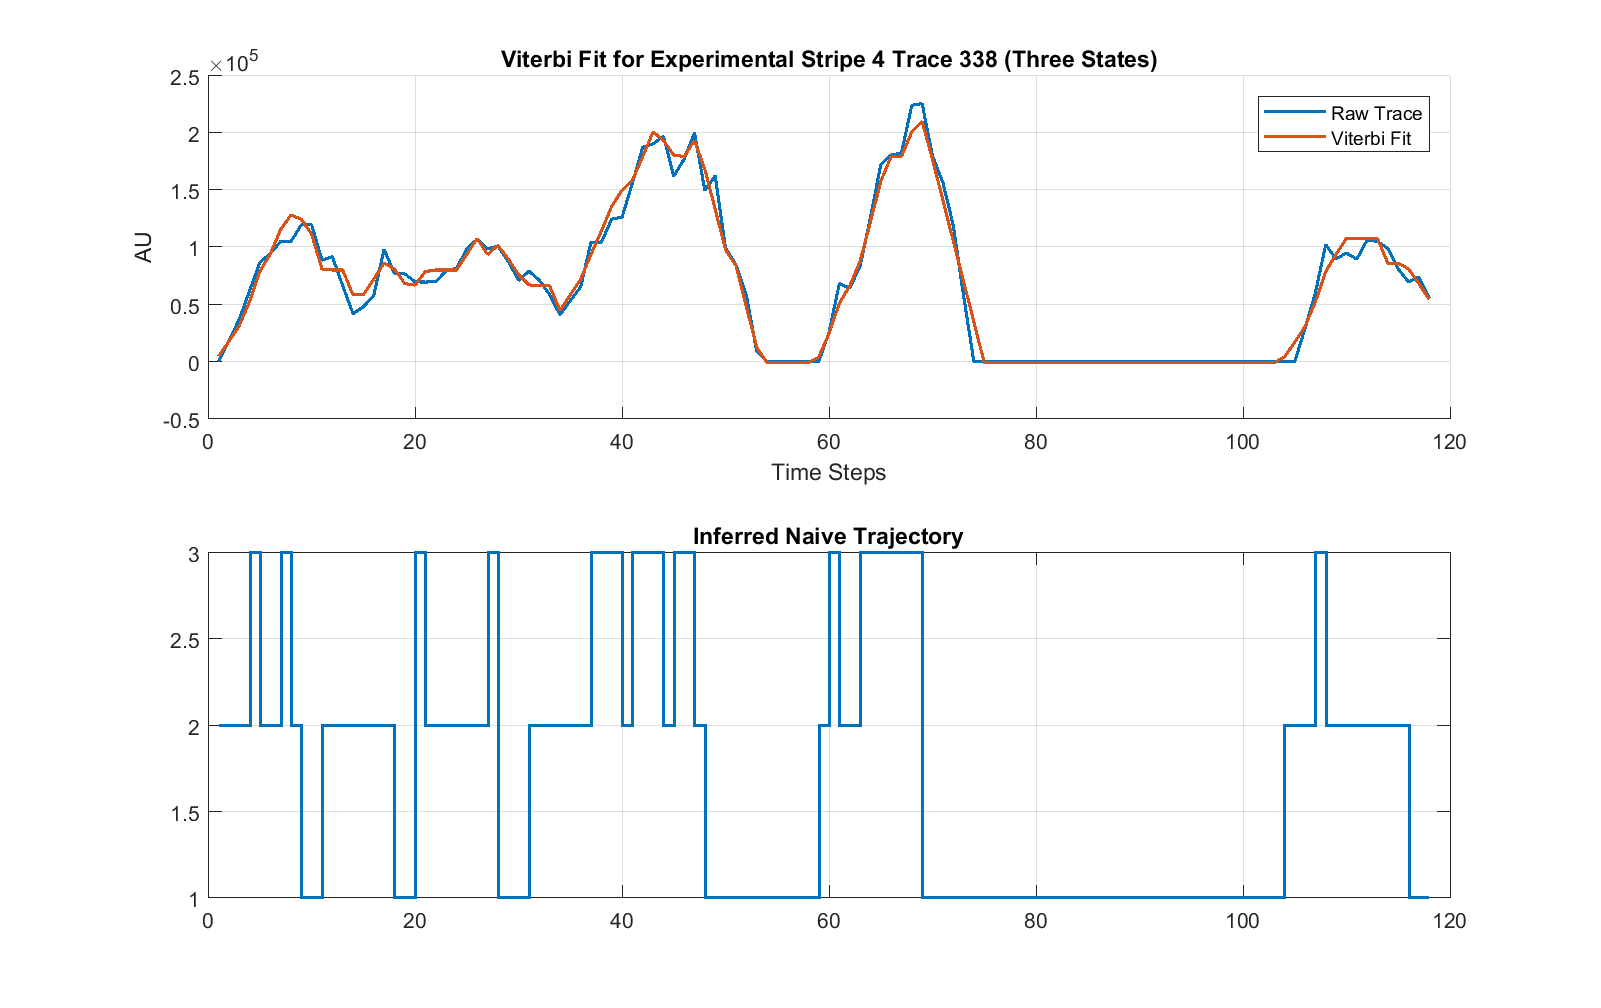 Viterbi Fit for Experimental Stripe 4 Trace 338 (Three States)
×10⁵
2.5
2
1.5
1
0.5
0
-0.5
AU
Raw Trace
Viterbi Fit
0 20 40 60 80 100 120
Time Steps
Inferred Naive Trajectory
3
2.5
2
1.5
1
0 20 40 60 80 100 120